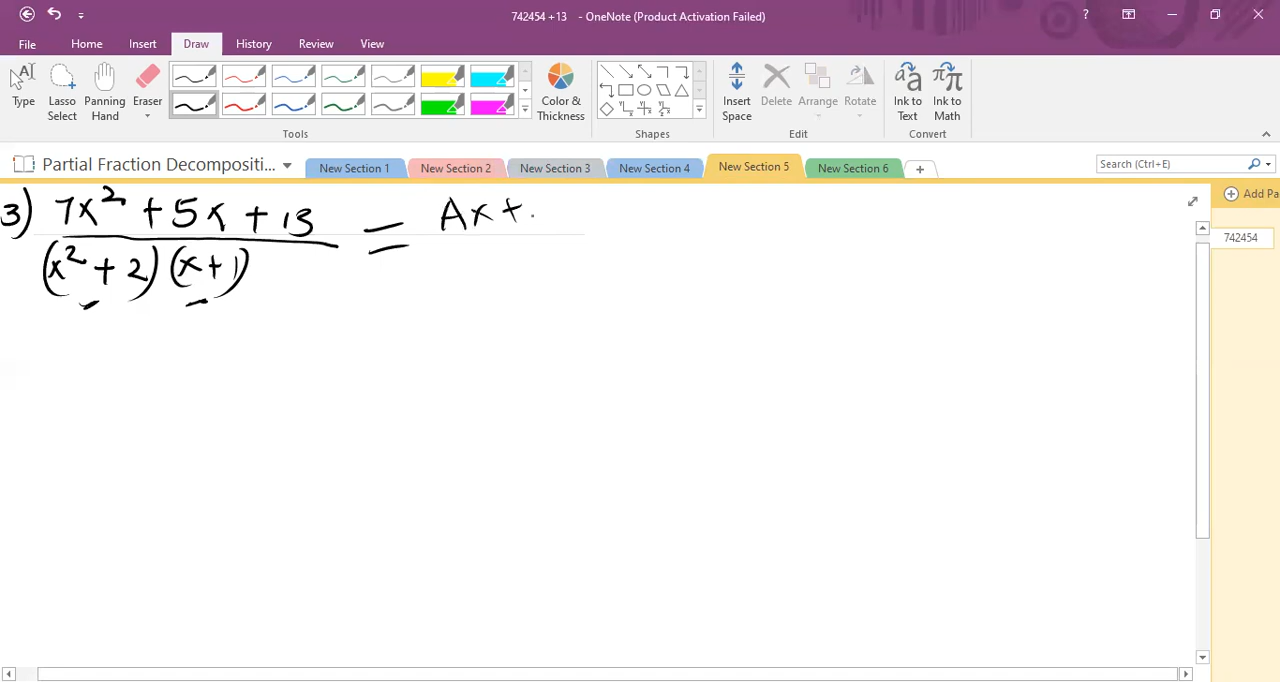 742454 +13 - OneNote (Product Activation Failed)
?
File Home Insert Draw History Review View
Type Lasso Select Panning Hand Eraser Color & Thickness Insert Space Delete Arrange Rotate Ink to Text Ink to Math
Tools Shapes Edit Convert
Partial Fraction Decompositi... New Section 1 New Section 2 New Section 3 New Section 4 New Section 5 New Section 6 + Search (Ctrl+E)
Add Pa
742454
3) 7x² + 5x + 13 = Ax +
(x² + 2) (x + 1)